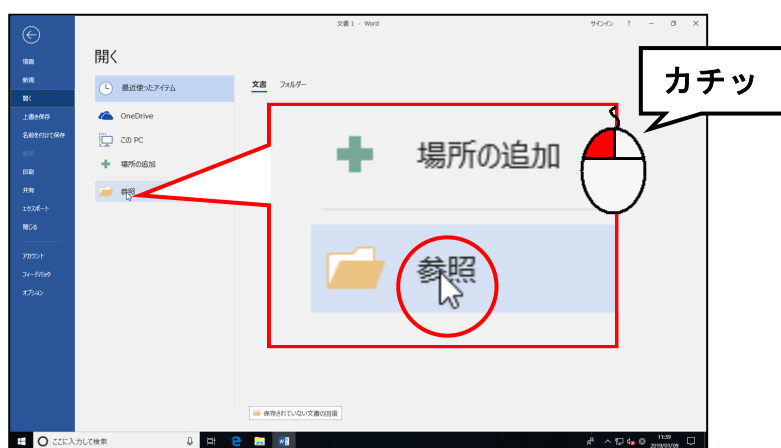 文書 1 - Word
サインイン ?
情報
新規
開く
上書き保存
名前を付けて保存
印刷
共有
エクスポート
閉じる
アカウント
フィードバック
オプション
開く
最近使ったアイテム
OneDrive
この PC
場所の追加
参照
文書 フォルダー
場所の追加
参照
カチッ
保存されていない文書の回復
ここに入力して検索
11:39
2019/01/09